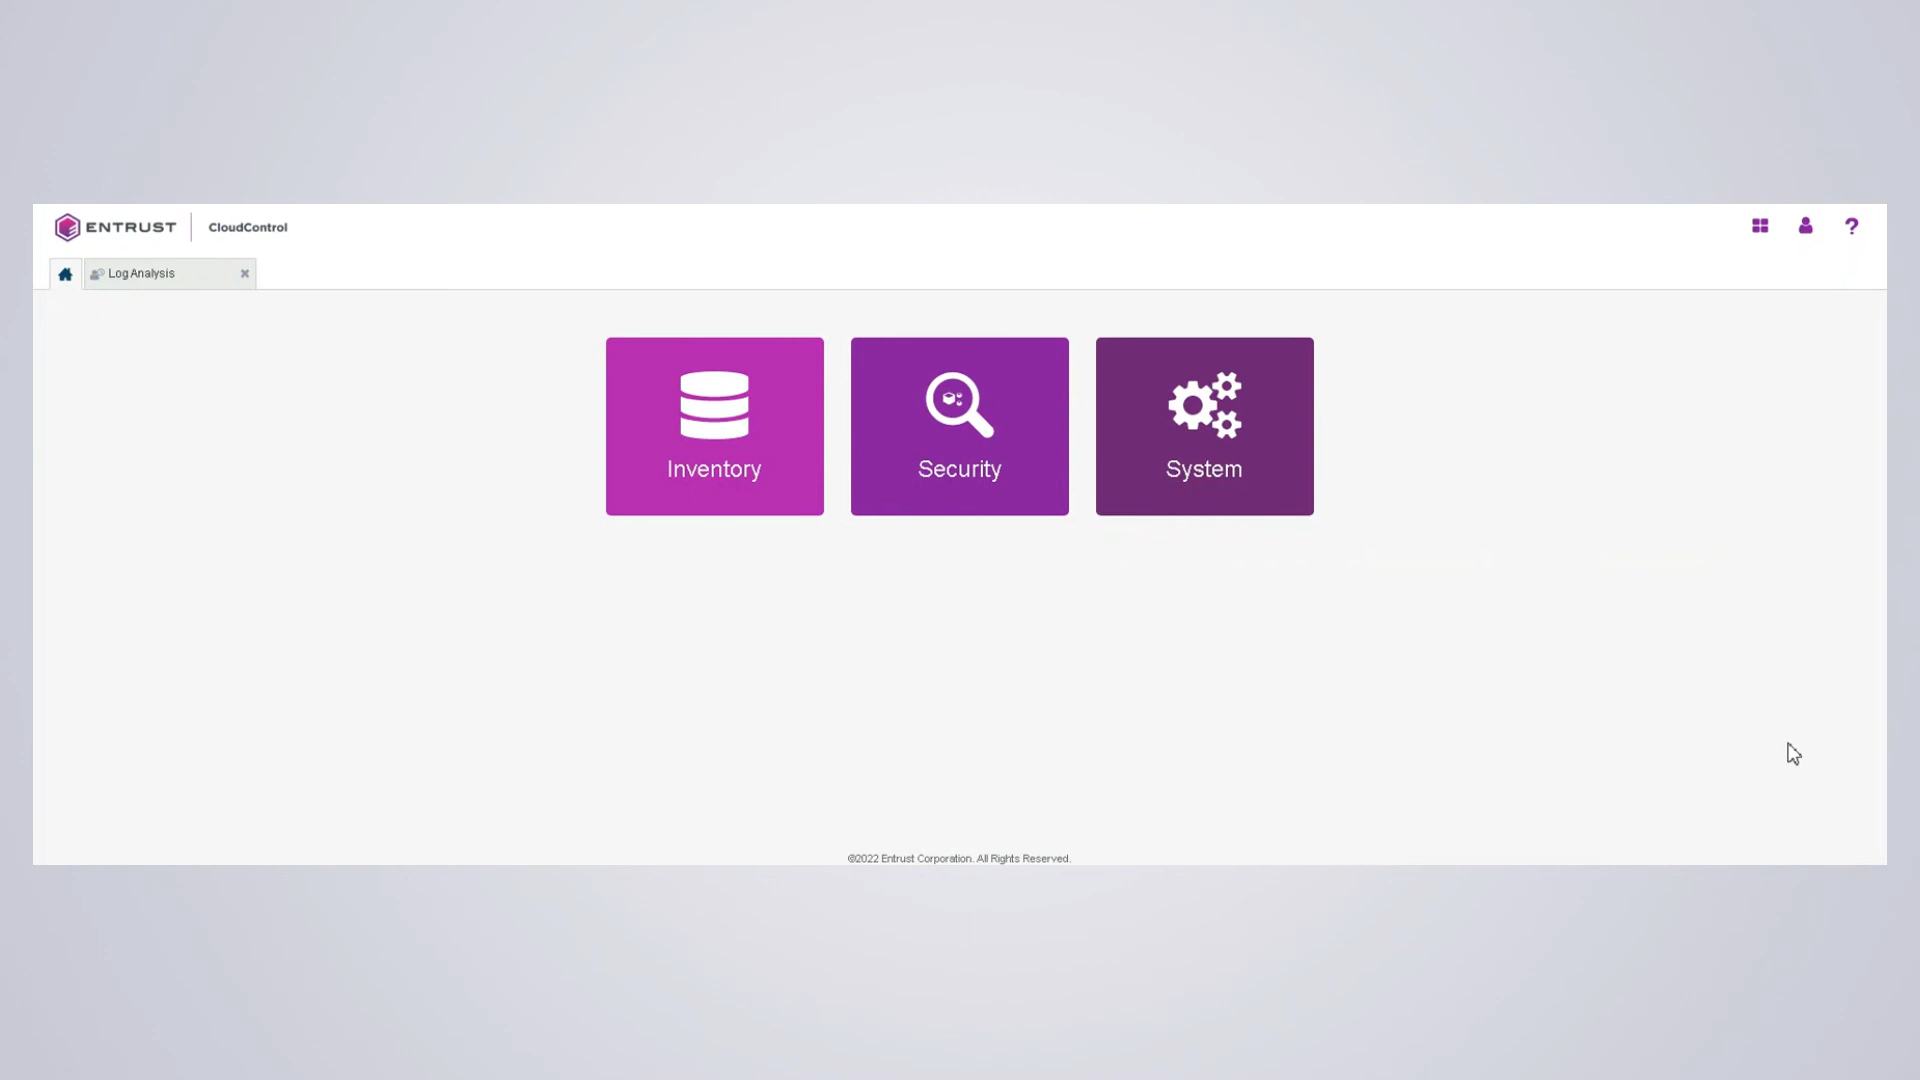 ENTRUST CloudControl
?
Log Analysis
Inventory
Security
System
©2022 Entrust Corporation. All Rights Reserved.